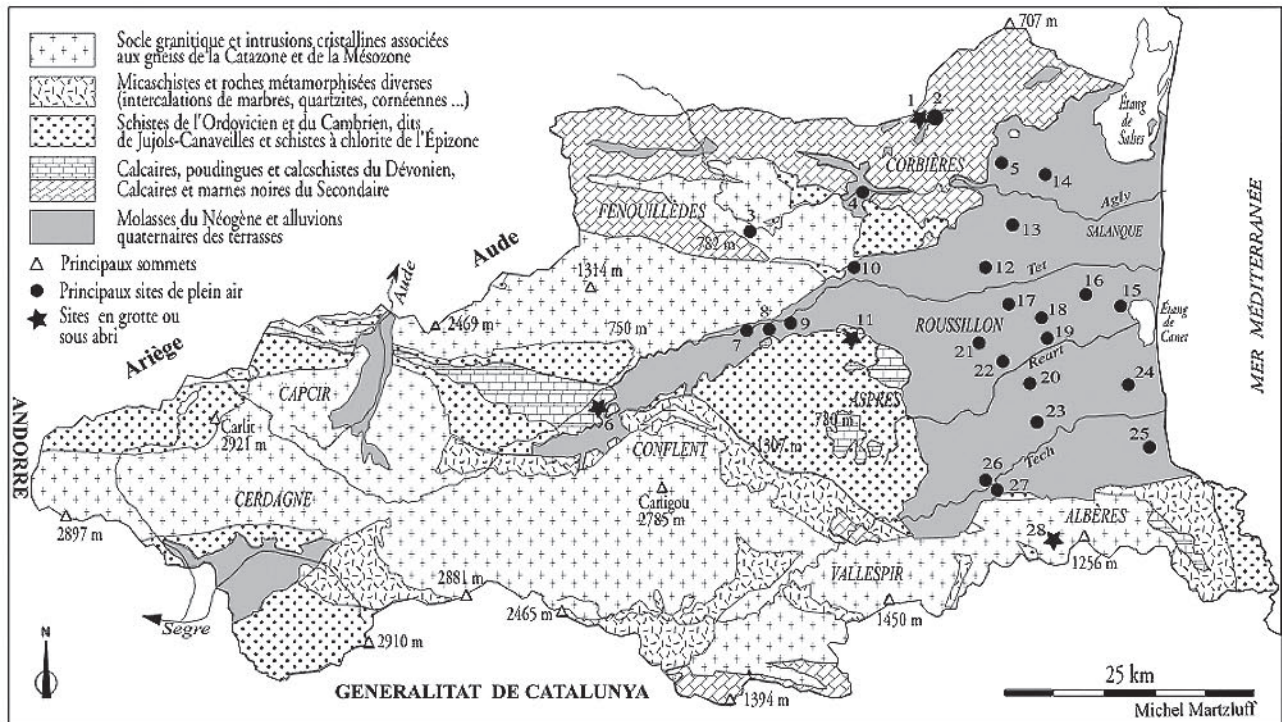 Socle granitique et intrusions cristallines associées
aux gneiss de la Catazone et de la Mésozone
Micaschistes et roches métamorphisées diverses
(intercalations de marbres, quartzites, cornéennes ...)
Schistes de l'Ordovicien et du Cambrien, dits
de Jujols-Canaveilles et schistes à chlorite de l'Épizone
Calcaires, poudingues et calcschistes du Dévonien,
Calcaires et marnes noires du Secondaire
Molasses du Néogène et alluvions
quaternaires des terrasses
Principaux sommets
Principaux sites de plein air
Sites en grotte ou
sous abri
707 m
1 2
Étang de Salses
CORBIÈRES
5
14
Agly
4
FENOUILLÈDES
3
782 m
13
SALANQUE
MER MÉDITERRANÉE
Aude
1314 m
10
12
Tet
Aude
16
15
17
18
Étang de Canet
2469 m
750 m
8
9
7
11
ROUSSILLON
19
21
Ariège
22
Reart
20
24
CAPCIR
ASPRES
780 m
ANDORRE
Carlit
2921 m
6
23
CONFLENT
1307 m
25
Tech
26
27
CERDAGNE
Canigou
2785 m
2897 m
ALBÈRES
28
1256 m
VALLESPIR
2881 m
2465 m
1450 m
Segre
2910 m
N
GENERALITAT DE CATALUNYA
1394 m
25 km
Michel Martzluff